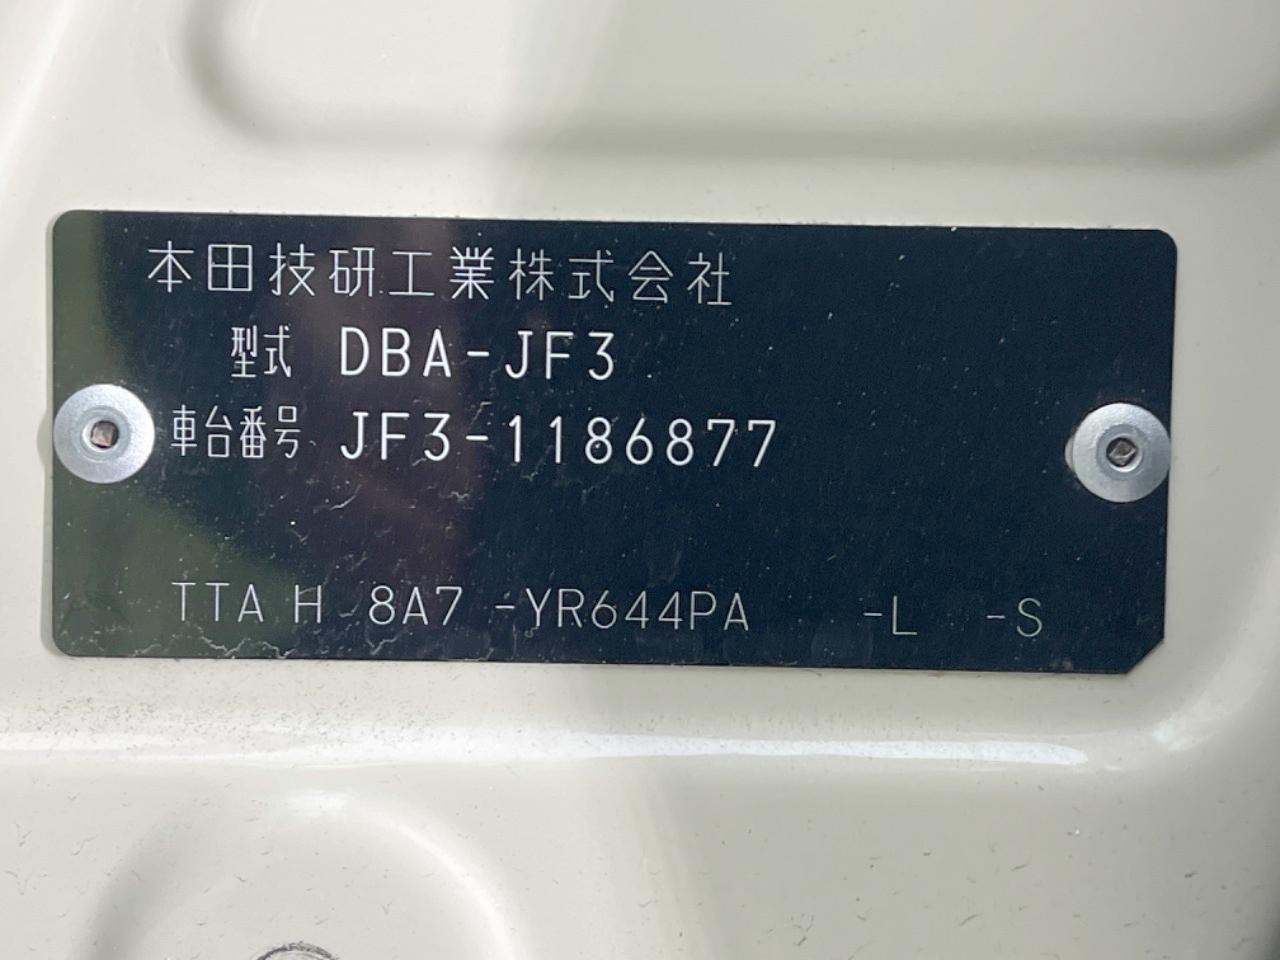 本田技研工業株式会社
型式 DBA-JF3
車台番号 JF3-1186877
TTA H 8A7 -YR644PA -L -S